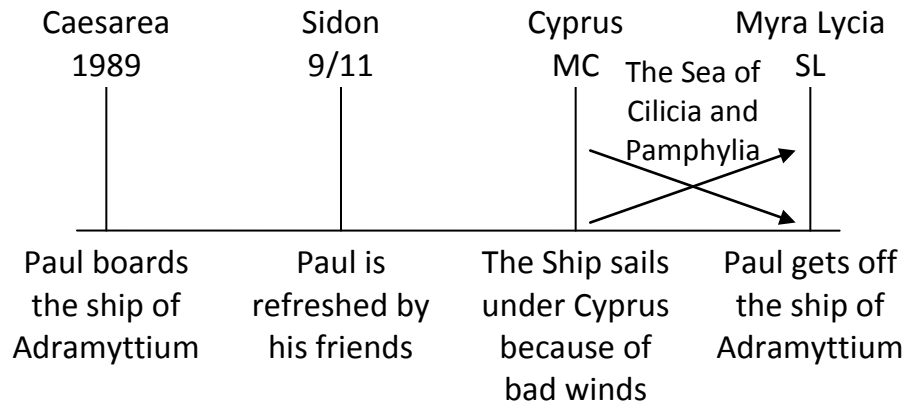 Caesarea
1989
Sidon
9/11
Cyprus
MC
The Sea of
Cilicia and
Pamphylia
Myra Lycia
SL
Paul boards
the ship of
Adramyttium
Paul is
refreshed by
his friends
The Ship sails
under Cyprus
because of
bad winds
Paul gets off
the ship of
Adramyttium